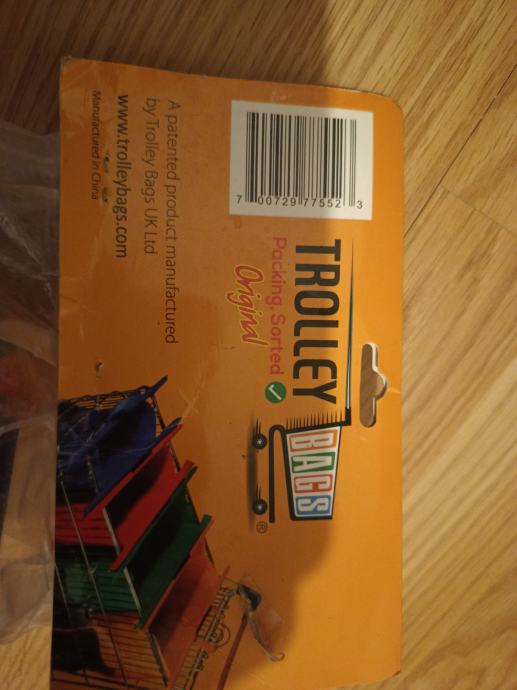 TROLLEY
BAGS®
Packing, Sorted
Original
7 00729 77552 3
A patented product manufactured
by Trolley Bags UK Ltd
www.trolleybags.com
Manufactured in China